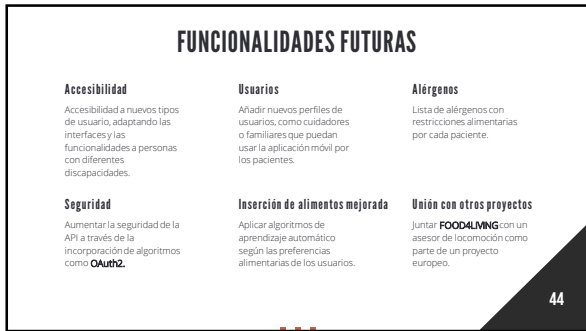 FUNCIONALIDADES FUTURAS
Accesibilidad
Accesibilidad a nuevos tipos
de usuario, adaptando las
interfaces y las
funcionalidades a personas
con diferentes
discapacidades.
Usuarios
Añadir nuevos perfiles de
usuarios, como cuidadores
o familiares que puedan
usar la aplicación móvil por
los pacientes.
Alérgenos
Lista de alérgenos con
restricciones alimentarias
por cada paciente.
Seguridad
Aumentar la seguridad de la
API a través de la
incorporación de algoritmos
como OAuth2.
Inserción de alimentos mejorada
Aplicar algoritmos de
aprendizaje automático
según las preferencias
alimentarias de los usuarios.
Unión con otros proyectos
Juntar FOOD4LIVING con un
asesor de locomoción como
parte de un proyecto
europeo.
44